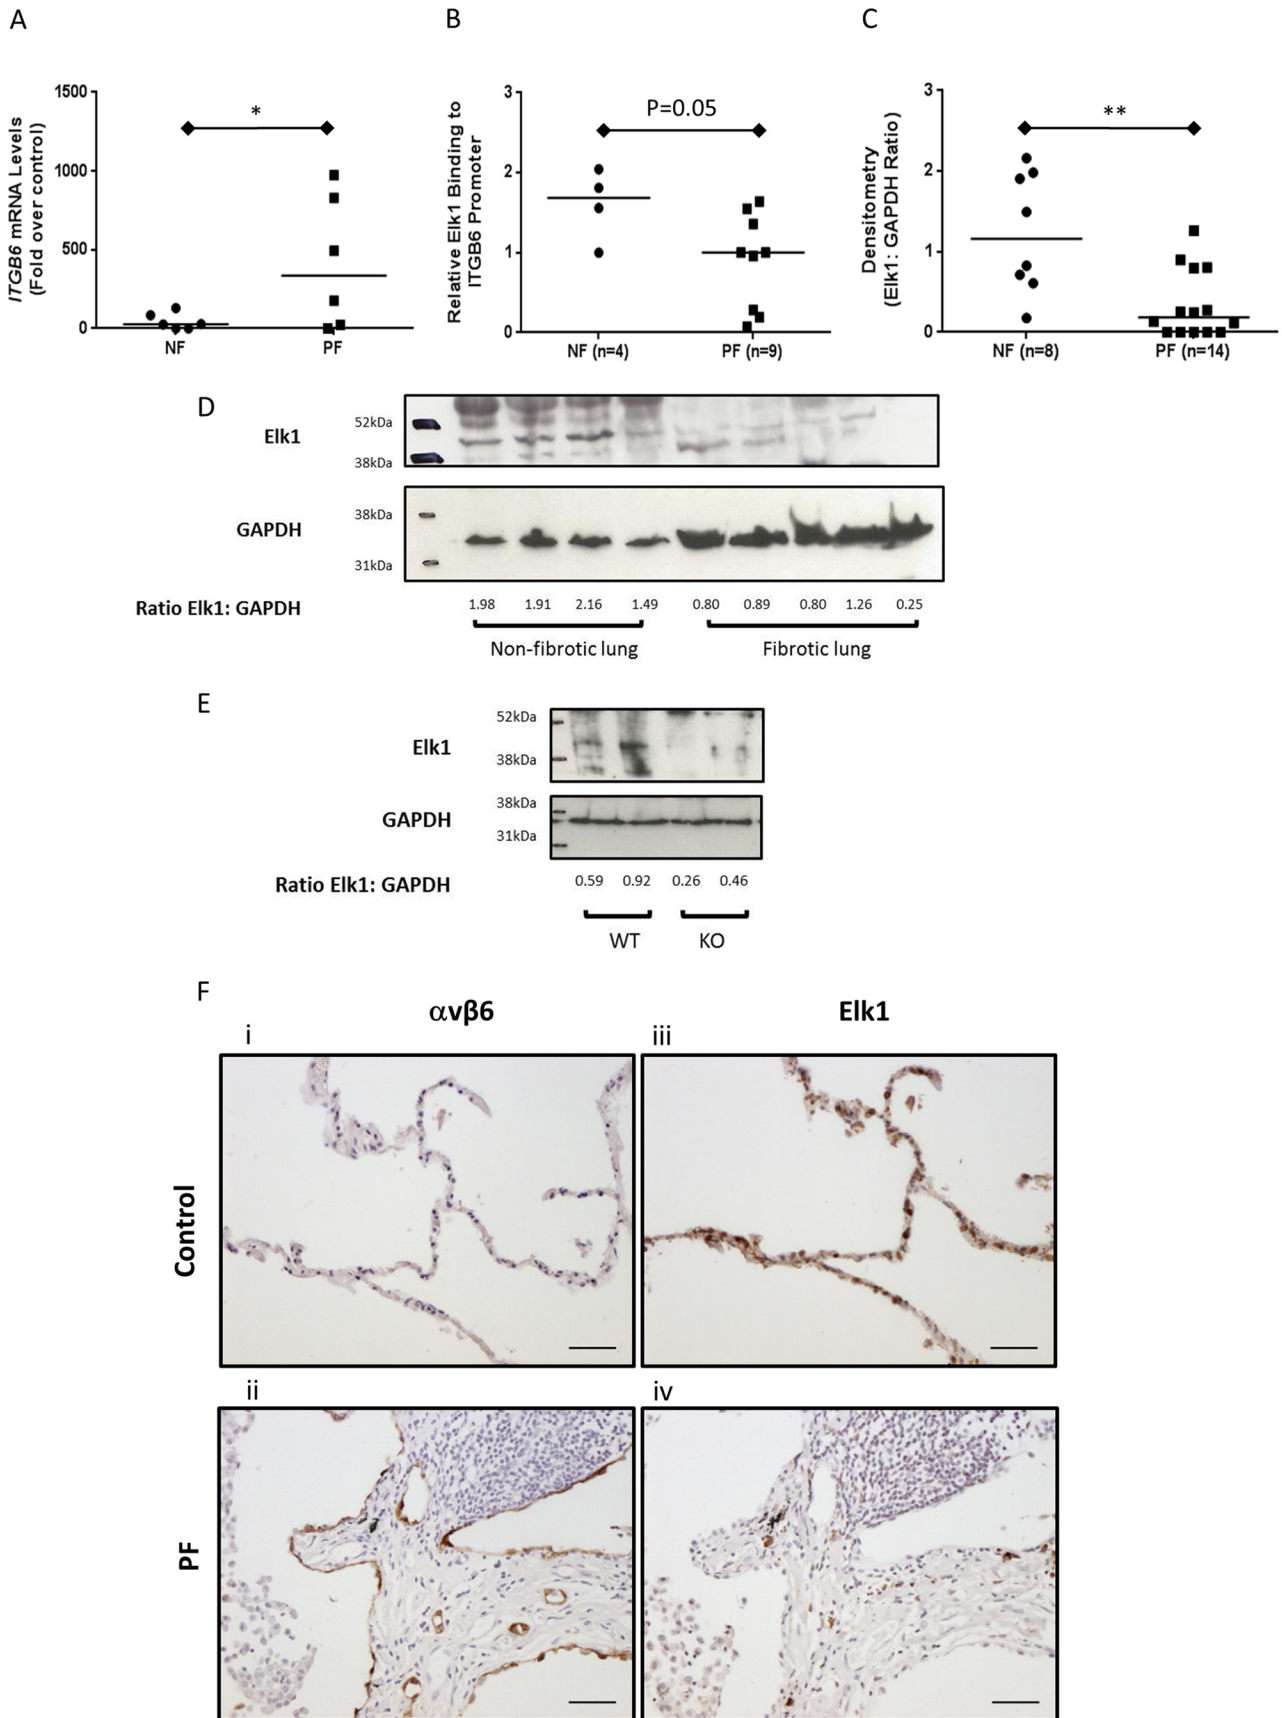 A
B
C
ITGB6 mRNA Levels
(Fold over control)
1500
1000
500
0
*
NF
PF
Relative Elk1 Binding to
ITGB6 Promoter
3
2
1
0
P=0.05
NF (n=4)
PF (n=9)
Densitometry
(Elk1: GAPDH Ratio)
3
2
1
0
**
NF (n=8)
PF (n=14)
D
Elk1
52kDa
38kDa
GAPDH
38kDa
31kDa
Ratio Elk1: GAPDH
1.98 1.91 2.16 1.49 0.80 0.89 0.80 1.26 0.25
Non-fibrotic lung
Fibrotic lung
E
Elk1
52kDa
38kDa
GAPDH
38kDa
31kDa
Ratio Elk1: GAPDH
0.59 0.92 0.26 0.46
WT
KO
F
αvβ6
Elk1
i
iii
Control
ii
iv
PF